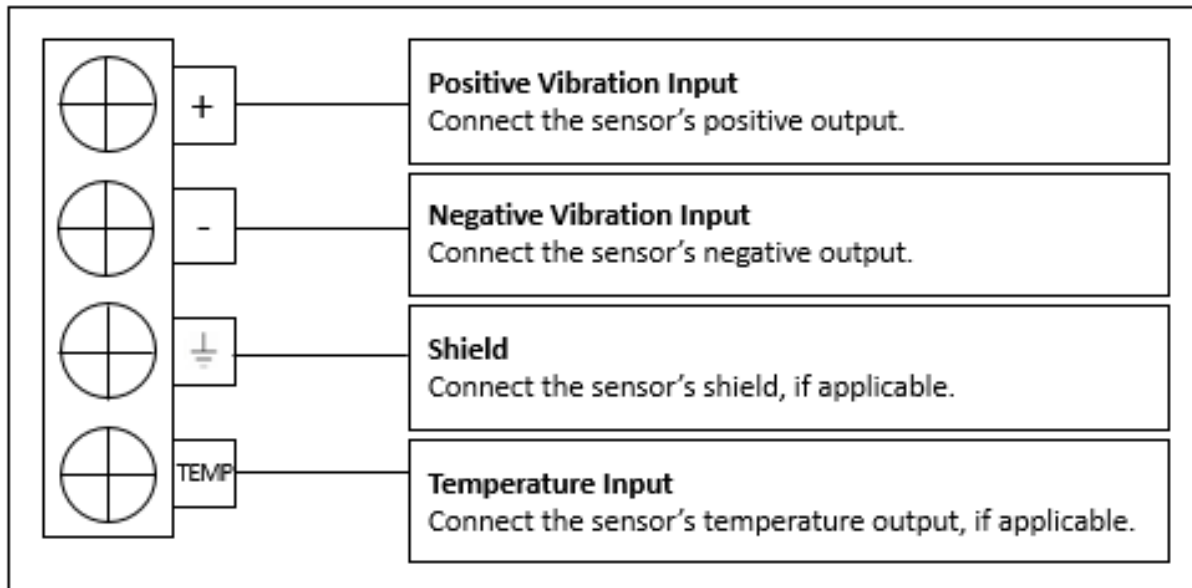 +
Positive Vibration Input
Connect the sensor’s positive output.
-
Negative Vibration Input
Connect the sensor’s negative output.
Shield
Connect the sensor’s shield, if applicable.
TEMP
Temperature Input
Connect the sensor’s temperature output, if applicable.